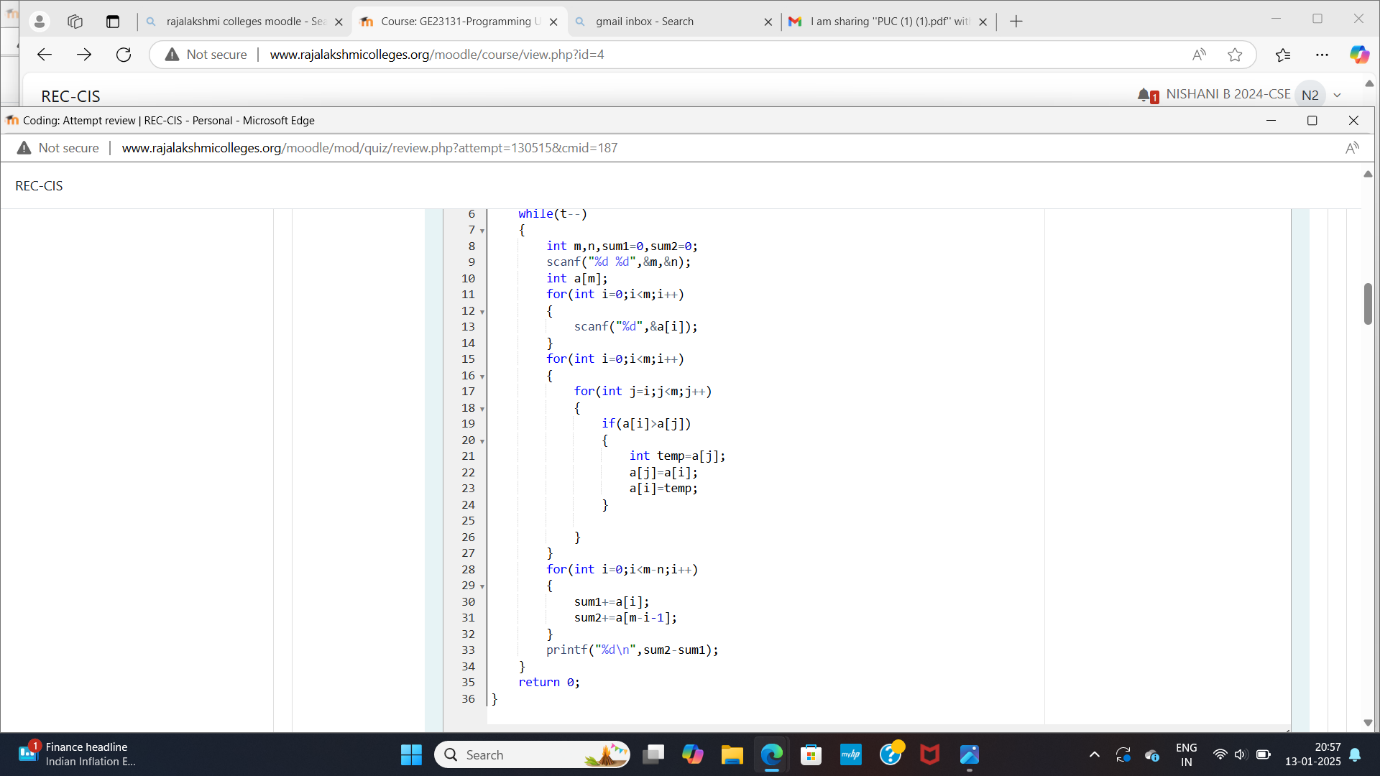 rajalakshmi colleges moodle - Sea
Course: GE23131-Programming U
gmail inbox - Search
I am sharing "PUC (1) (1).pdf" wit
Not secure www.rajalakshmicolleges.org/moodle/course/view.php?id=4
REC-CIS
1 NISHANI B 2024-CSE N2
Coding: Attempt review | REC-CIS - Personal - Microsoft Edge
Not secure www.rajalakshmicolleges.org/moodle/mod/quiz/review.php?attempt=130515&cmid=187
REC-CIS
6 while(t--)
7 {
8 int m,n,sum1=0,sum2=0;
9 scanf("%d %d",&m,&n);
10 int a[m];
11 for(int i=0;i<m;i++)
12 {
13 scanf("%d",&a[i]);
14 }
15 for(int i=0;i<m;i++)
16 {
17 for(int j=i;j<m;j++)
18 {
19 if(a[i]>a[j])
20 {
21 int temp=a[j];
22 a[j]=a[i];
23 a[i]=temp;
24 }
25
26 }
27 }
28 for(int i=0;i<m-n;i++)
29 {
30 sum1+=a[i];
31 sum2+=a[m-i-1];
32 }
33 printf("%d\n",sum2-sum1);
34 }
35 return 0;
36 }
1 Finance headline
Indian Inflation E...
Search
myhp
ENG
IN
20:57
13-01-2025